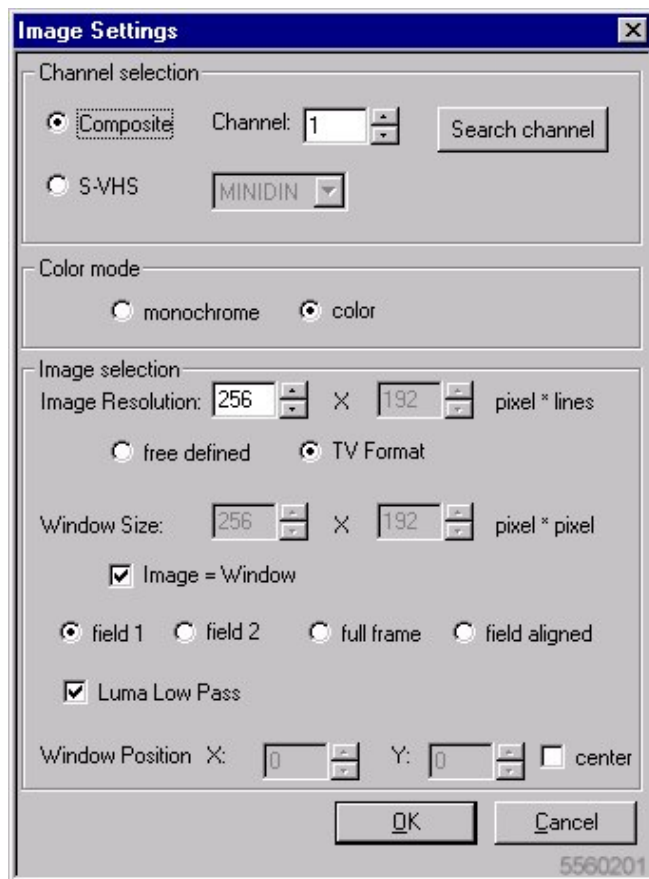 Image Settings
Channel selection
Composite Channel: 1 Search channel
S-VHS MINIDIN
Color mode
monochrome color
Image selection
Image Resolution: 256 X 192 pixel * lines
free defined TV Format
Window Size: 256 X 192 pixel * pixel
Image = Window
field 1 field 2 full frame field aligned
Luma Low Pass
Window Position X: 0 Y: 0 center
OK Cancel
5560201